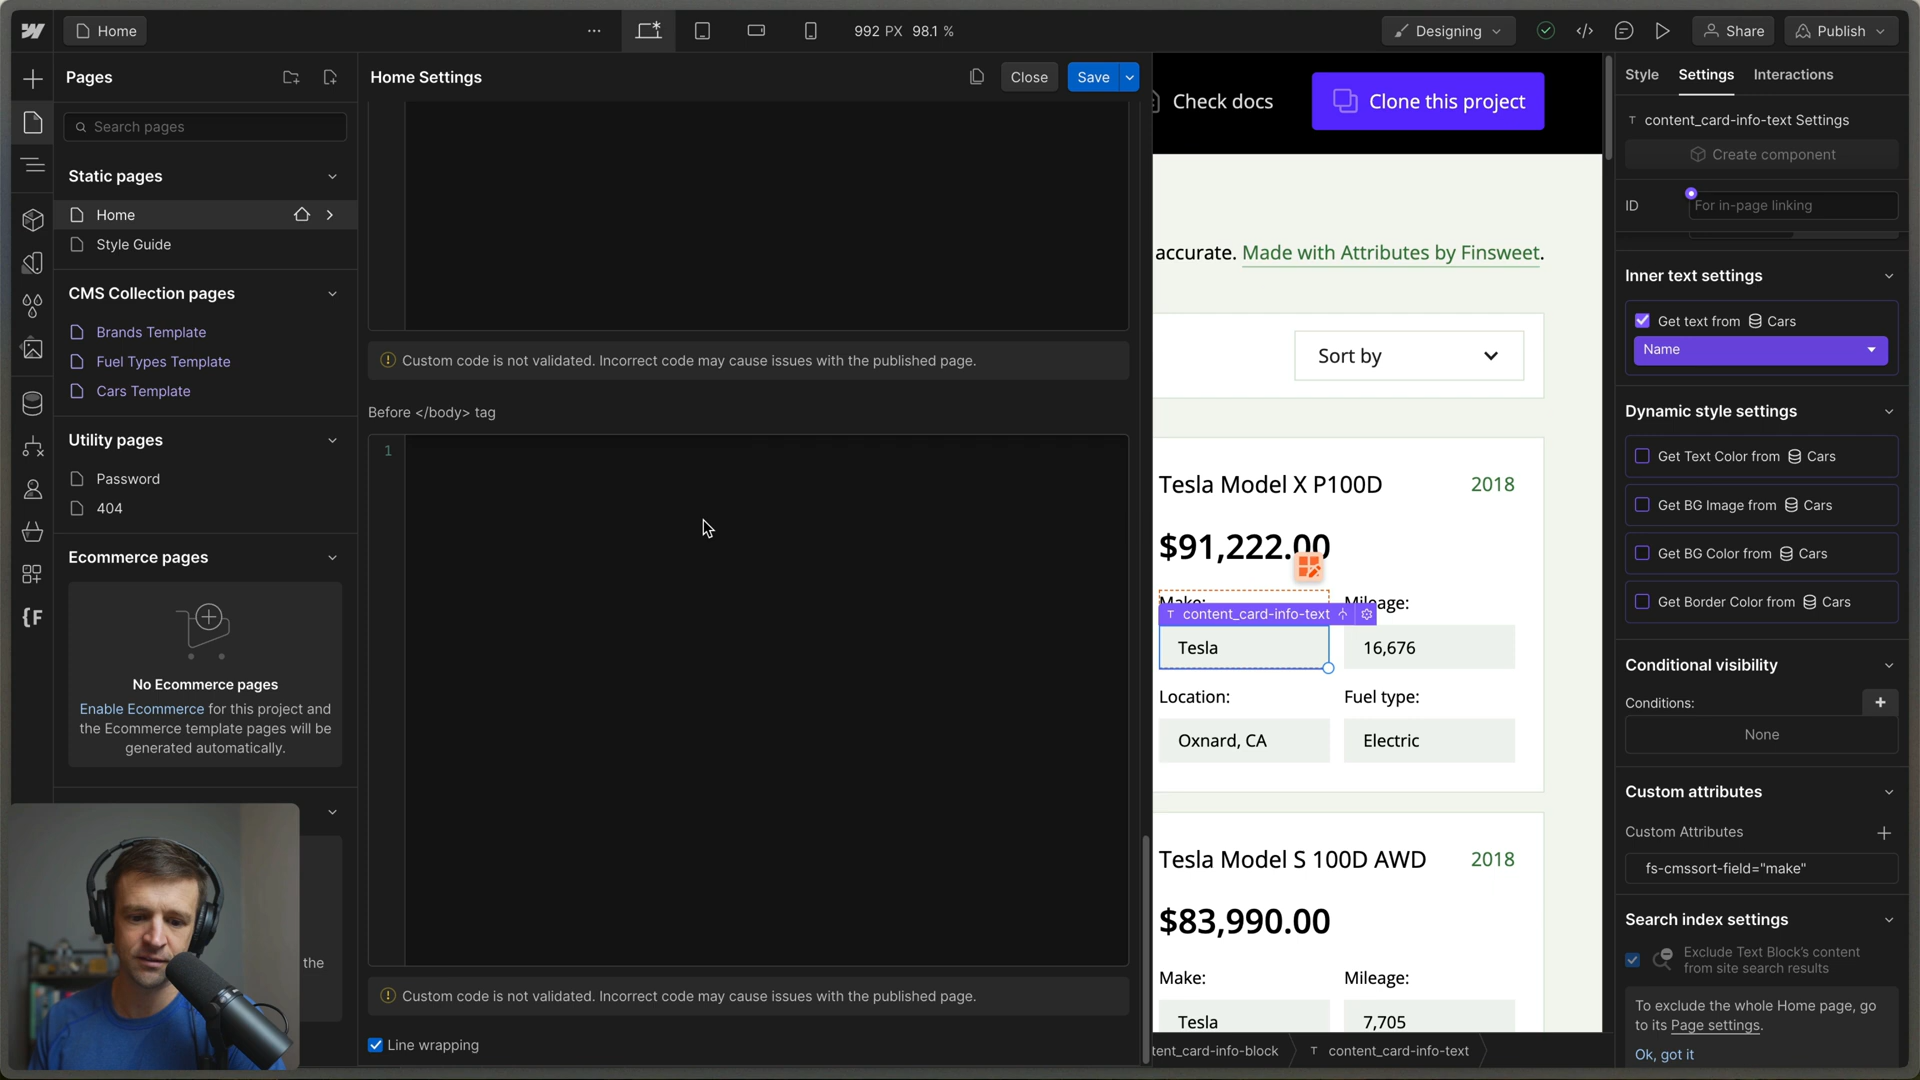 Home
992 PX 98.1 %
Designing
Share
Publish
Pages
Search pages
Static pages
Home
Style Guide
CMS Collection pages
Brands Template
Fuel Types Template
Cars Template
Utility pages
Password
404
Ecommerce pages
No Ecommerce pages
Enable Ecommerce for this project and
the Ecommerce template pages will be
generated automatically.
the
Home Settings
Close
Save
Custom code is not validated. Incorrect code may cause issues with the published page.
Before </body> tag
1
Custom code is not validated. Incorrect code may cause issues with the published page.
Line wrapping
Check docs
Clone this project
accurate. Made with Attributes by Finsweet.
Sort by
Tesla Model X P100D
2018
$91,222.00
Make:
Mileage:
content_card-info-text
Tesla
16,676
Location:
Fuel type:
Oxnard, CA
Electric
Tesla Model S 100D AWD
2018
$83,990.00
Make:
Mileage:
Tesla
7,705
tent_card-info-block
content_card-info-text
Style
Settings
Interactions
content_card-info-text Settings
Create component
ID
For in-page linking
Inner text settings
Get text from Cars
Name
Dynamic style settings
Get Text Color from Cars
Get BG Image from Cars
Get BG Color from Cars
Get Border Color from Cars
Conditional visibility
Conditions:
None
Custom attributes
Custom Attributes
fs-cmssort-field="make"
Search index settings
Exclude Text Block's content
from site search results
To exclude the whole Home page, go
to its Page settings.
Ok, got it